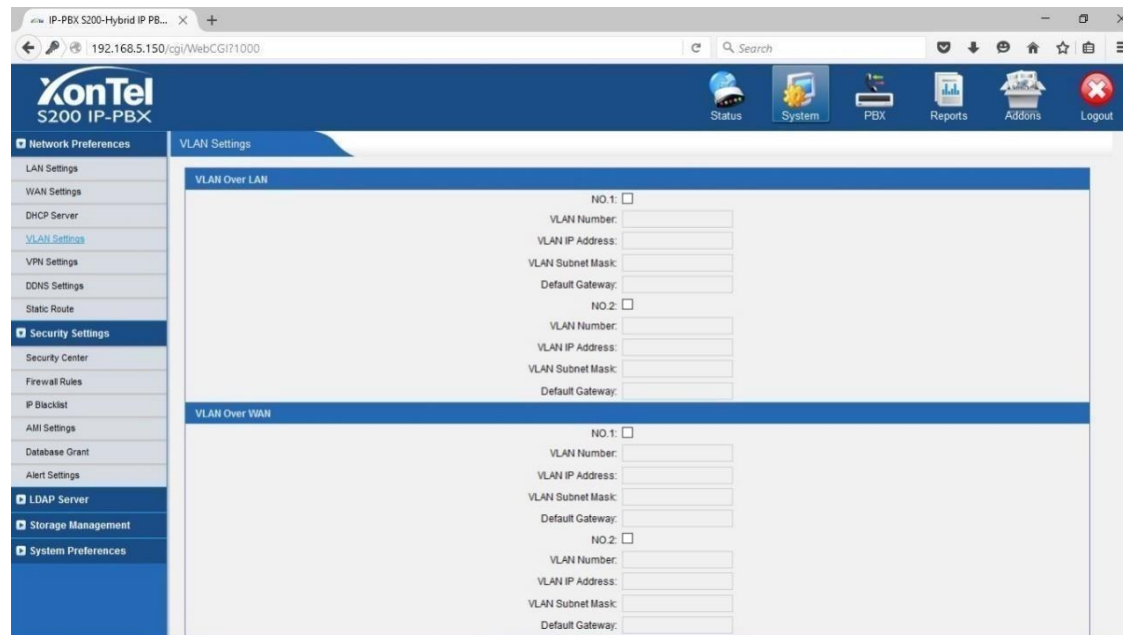 IP-PBX S200-Hybrid IP PB...
192.168.5.150/cgi/WebCGI?1000
Search
XonTel
S200 IP-PBX
Status
System
PBX
Reports
Addons
Logout
Network Preferences
LAN Settings
WAN Settings
DHCP Server
VLAN Settings
VPN Settings
DDNS Settings
Static Route
Security Settings
Security Center
Firewall Rules
IP Blacklist
AMI Settings
Database Grant
Alert Settings
LDAP Server
Storage Management
System Preferences
VLAN Settings
VLAN Over LAN
NO.1:
VLAN Number:
VLAN IP Address:
VLAN Subnet Mask:
Default Gateway:
NO.2:
VLAN Number:
VLAN IP Address:
VLAN Subnet Mask:
Default Gateway:
VLAN Over WAN
NO.1:
VLAN Number:
VLAN IP Address:
VLAN Subnet Mask:
Default Gateway:
NO.2:
VLAN Number:
VLAN IP Address:
VLAN Subnet Mask:
Default Gateway: